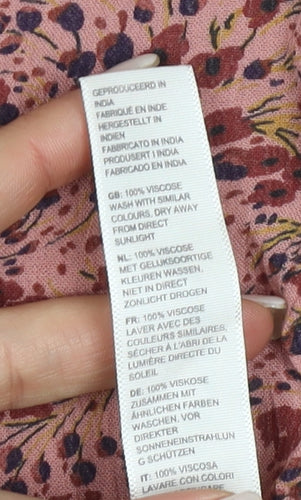 GEPRODUCEERD IN
INDIA
FABRIQUÉ EN INDE
HERGESTELLT IN
INDIEN
FABBRICATO IN INDIA
PRODUSERT I INDIA
FABRICADO EN INDIA
GB: 100% VISCOSE
WASH WITH SIMILAR
COLOURS, DRY AWAY
FROM DIRECT
SUNLIGHT
NL: 100% VISCOSE
MET GELIJKSOORTIGE
KLEUREN WASSEN,
NIET IN DIRECT
ZONLICHT DROGEN
FR: 100% VISCOSE
LAVER AVEC DES
COULEURS SIMILAIRES,
SÉCHER À L'ABRI DE LA
LUMIÈRE DIRECTE DU
SOLEIL
DE: 100% VISKOSE
ZUSAMMEN MIT
ÄHNLICHEN FARBEN
WASCHEN, VOR
DIREKTER
SONNENEINSTRAHLUN
G SCHÜTZEN
IT: 100% VISCOSA
LAVARE CON COLORI